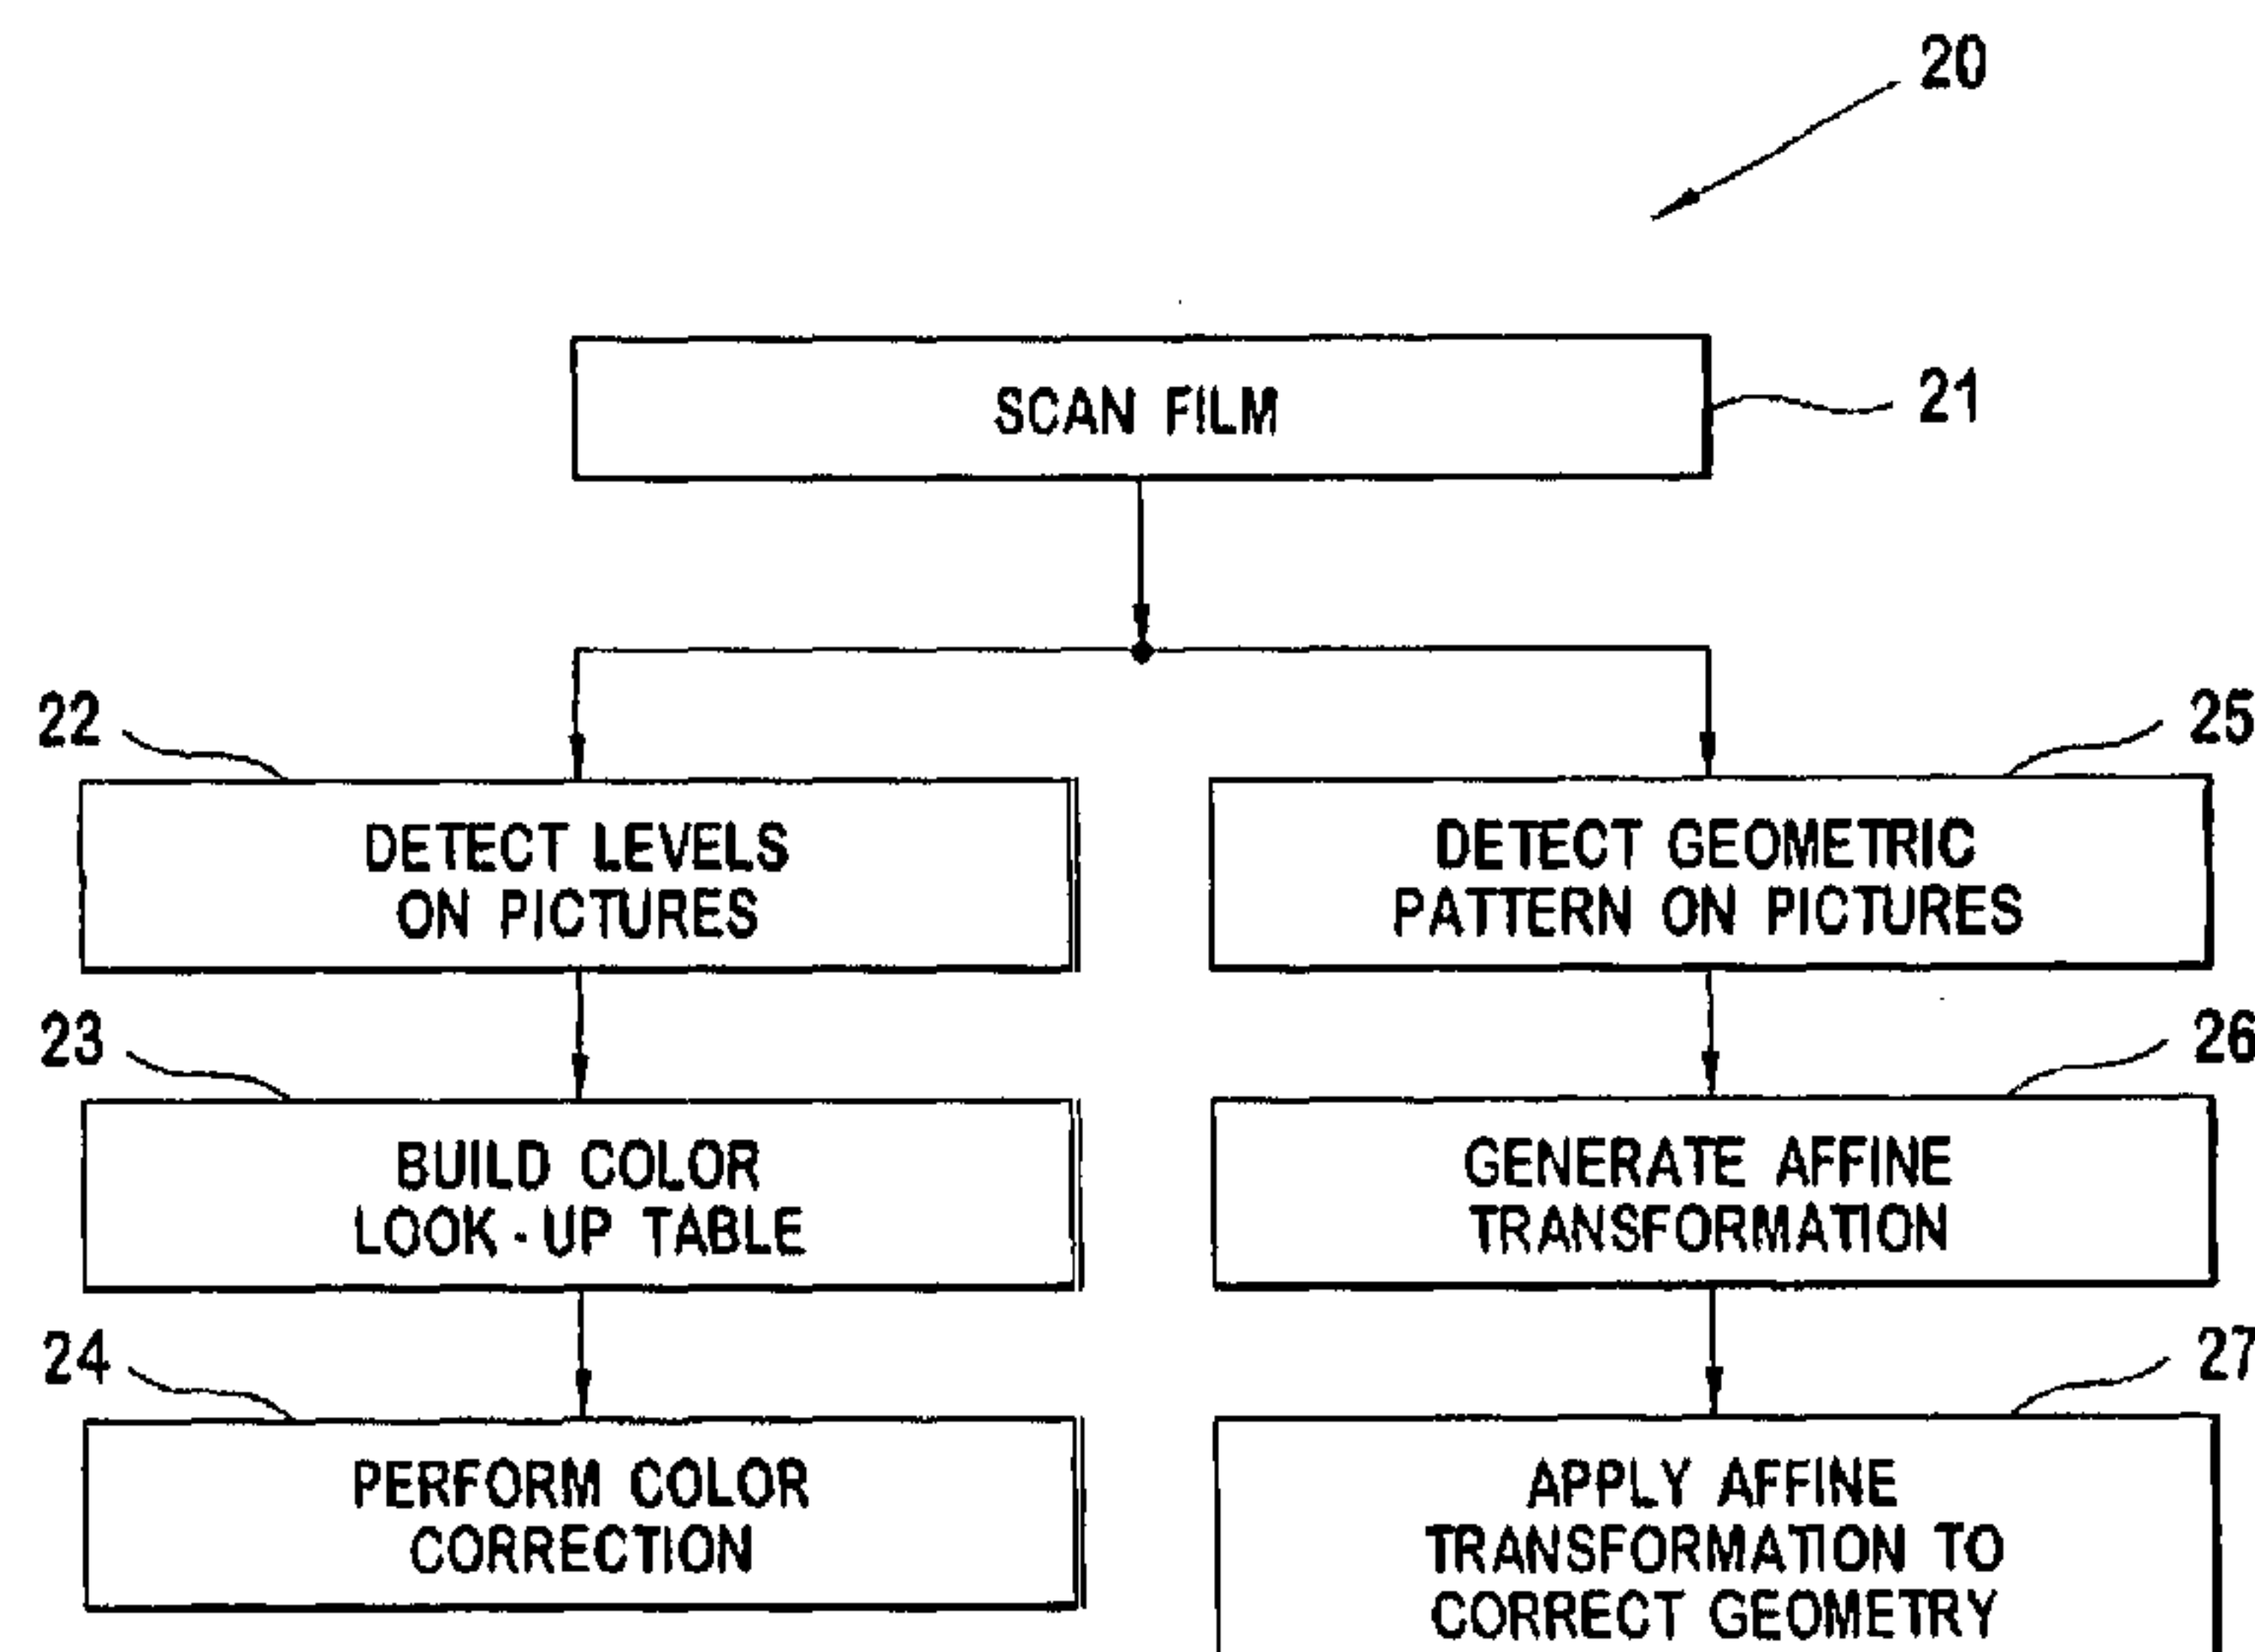 20
SCAN FILM
21
22
DETECT LEVELS
ON PICTURES
25
DETECT GEOMETRIC
PATTERN ON PICTURES
23
BUILD COLOR
LOOK-UP TABLE
26
GENERATE AFFINE
TRANSFORMATION
24
PERFORM COLOR
CORRECTION
27
APPLY AFFINE
TRANSFORMATION TO
CORRECT GEOMETRY